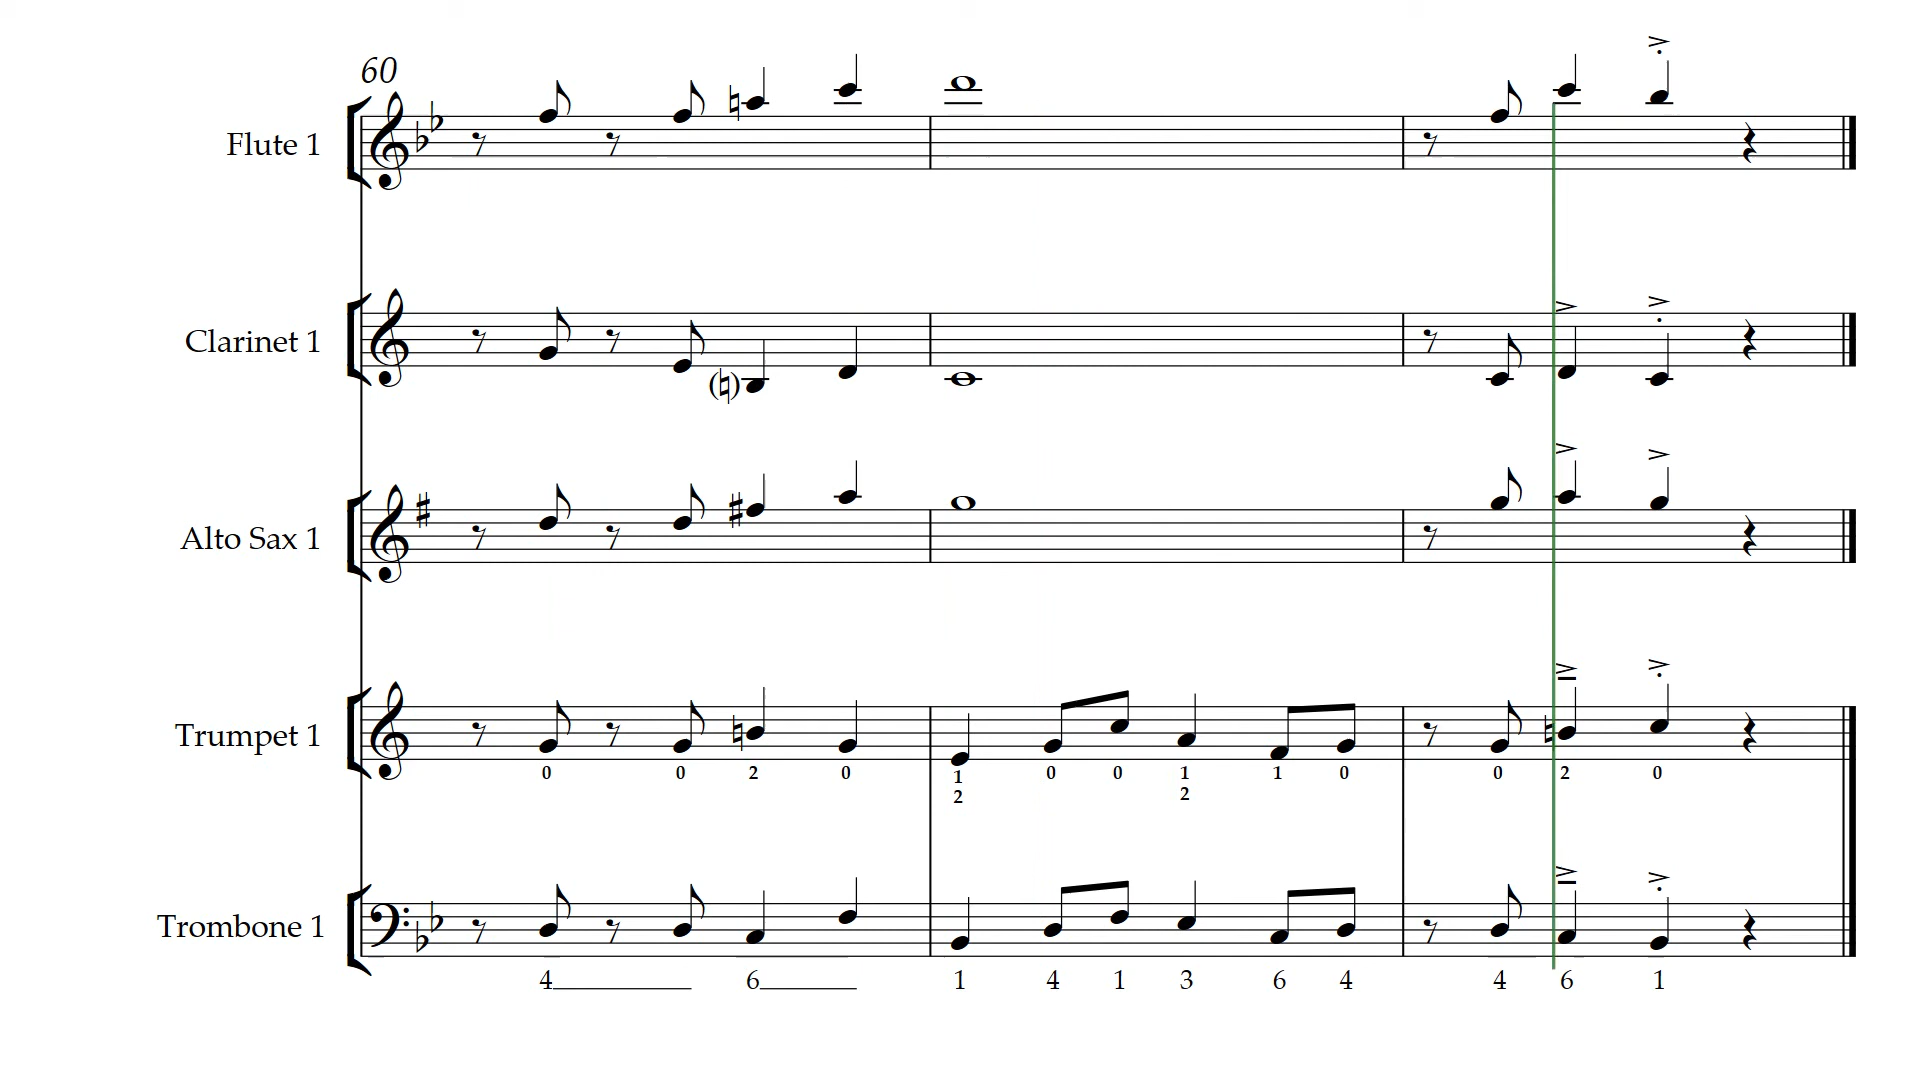 60
Flute 1
Clarinet 1
Alto Sax 1
Trumpet 1
0 0 2 0 1 0 0 1 1 0 0 2 0
2 2
Trombone 1
4 6 1 4 1 3 6 4 4 6 1